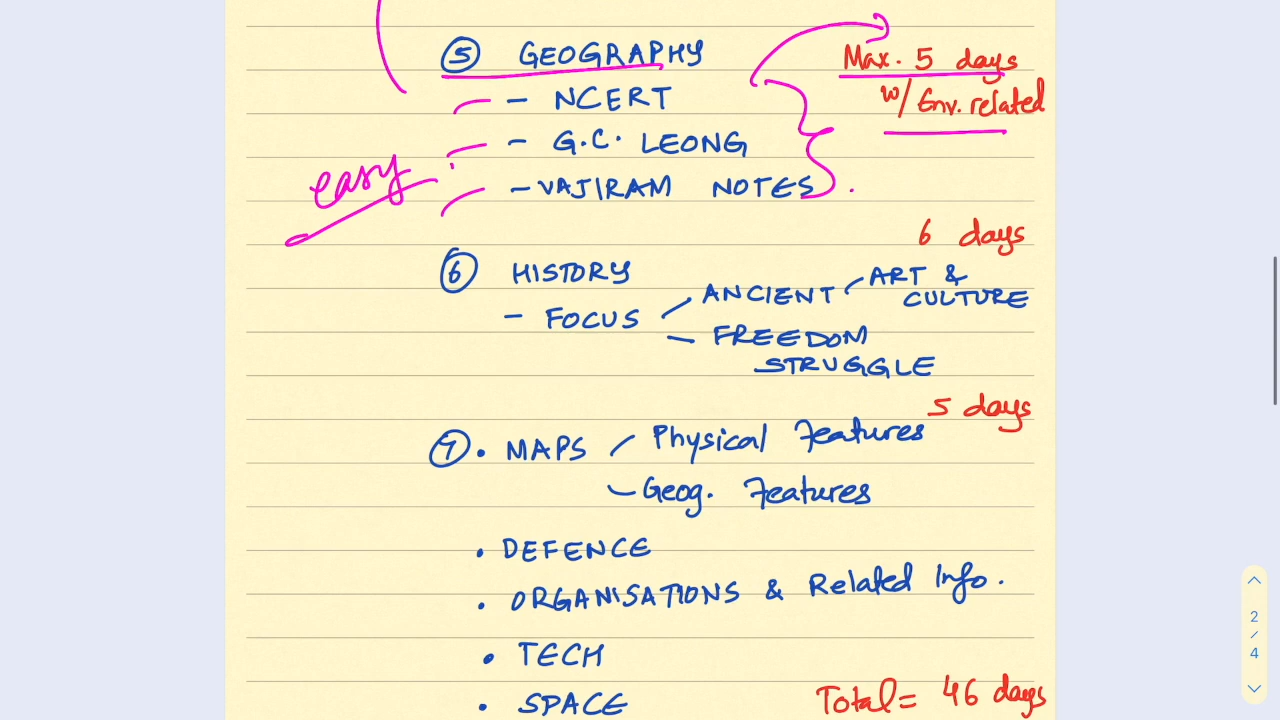 ⑤ GEOGRAPHY
Max. 5 days
w/ Env. related
- NCERT
- G.C. LEONG
- VAJIRAM NOTES
easy
6 days
⑥ HISTORY
- FOCUS
ANCIENT
ART &
CULTURE
FREEDOM
STRUGGLE
5 days
⑦ • MAPS
Physical Features
Geog. Features
• DEFENCE
• ORGANISATIONS & Related Info.
• TECH
• SPACE
Total = 46 days
2
/
4